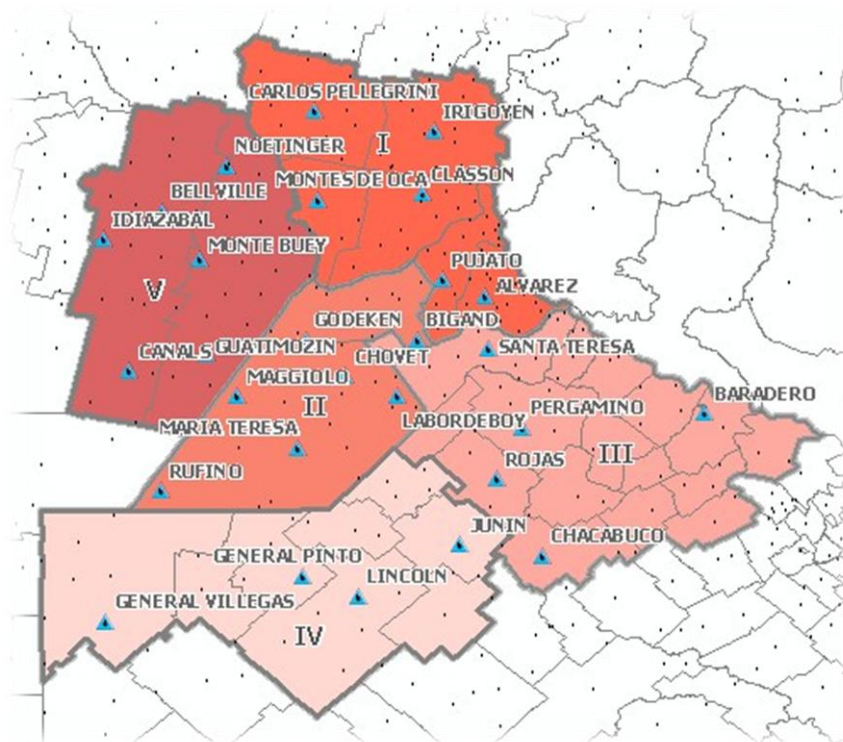 CARLOS PELLEGRINI
IRIGOYEN
I
NOETINGER
BELLVILLE
MONTES DE OCA
CLASSON
IDIAZABAL
MONTE BUEY
PUJATO
V
ALVAREZ
GODEKEN
BIGAND
CANALS
GUATIMOZIN
CHOVET
SANTA TERESA
MAGGIOLO
II
BARADERO
PERGAMINO
MARIA TERESA
LABORDEBOY
III
RUFINO
ROJAS
JUNIN
CHACABUCO
GENERAL PINTO
LINCOLN
GENERAL VILLEGAS
IV